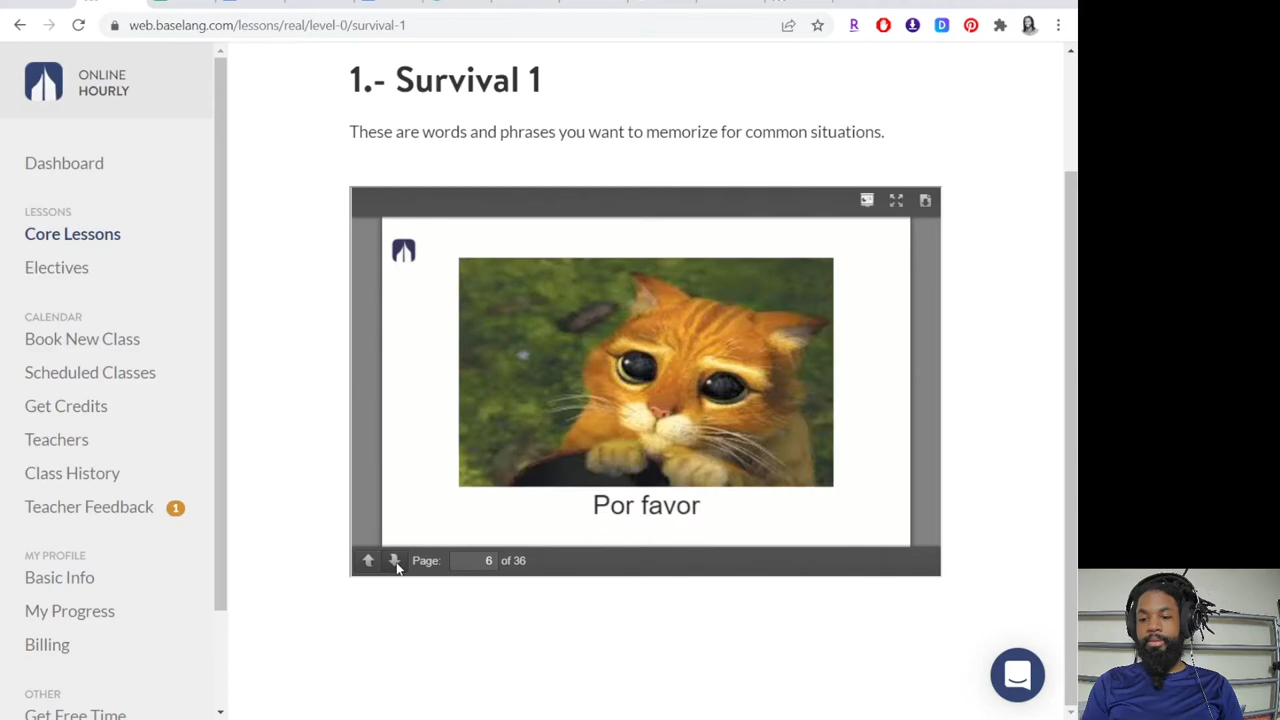 web.baselang.com/lessons/real/level-0/survival-1
ONLINE
HOURLY
Dashboard
LESSONS
Core Lessons
Electives
CALENDAR
Book New Class
Scheduled Classes
Get Credits
Teachers
Class History
Teacher Feedback 1
MY PROFILE
Basic Info
My Progress
Billing
OTHER
Get Free Time
1.- Survival 1
These are words and phrases you want to memorize for common situations.
Por favor
Page: 6 of 36